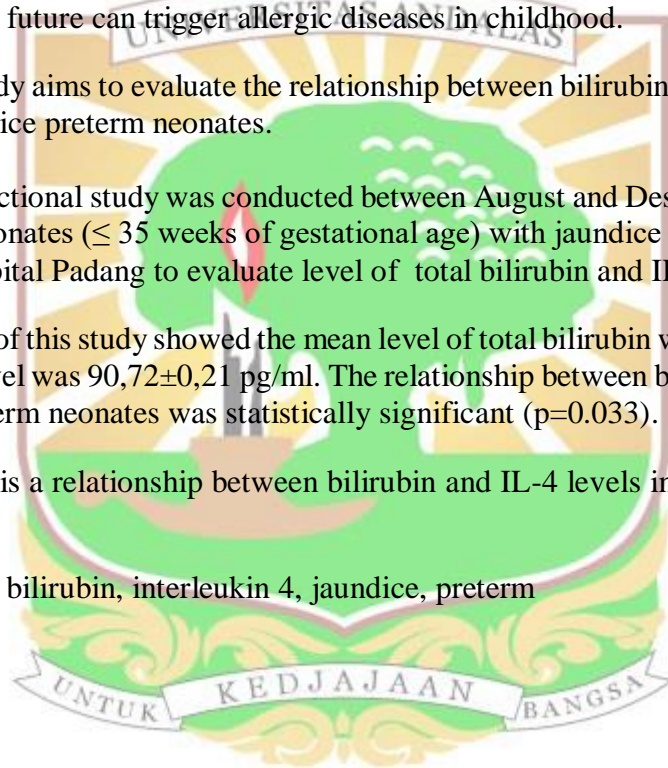 future can trigger allergic diseases in childhood.
UNIVERSITAS ANDALAS
dy aims to evaluate the relationship between bilirubin
ice preterm neonates.
ctional study was conducted between August and Des
onates (≤ 35 weeks of gestational age) with jaundice
pital Padang to evaluate level of total bilirubin and II
of this study showed the mean level of total bilirubin w
vel was 90,72±0,21 pg/ml. The relationship between b
erm neonates was statistically significant (p=0.033).
is a relationship between bilirubin and IL-4 levels in
bilirubin, interleukin 4, jaundice, preterm
UNTUK KEDJAJAAN BANGSA